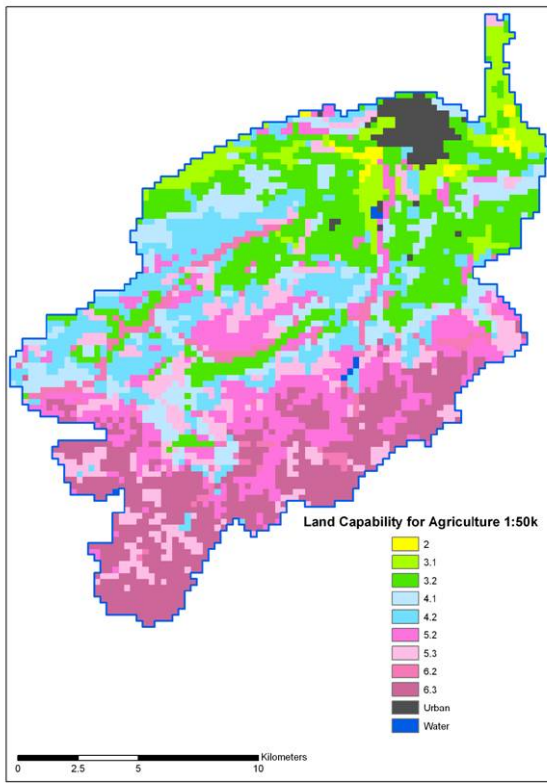 Land Capability for Agriculture 1:50k
2
3.1
3.2
4.1
4.2
5.2
5.3
6.2
6.3
Urban
Water
Kilometers
0 2.5 5 10